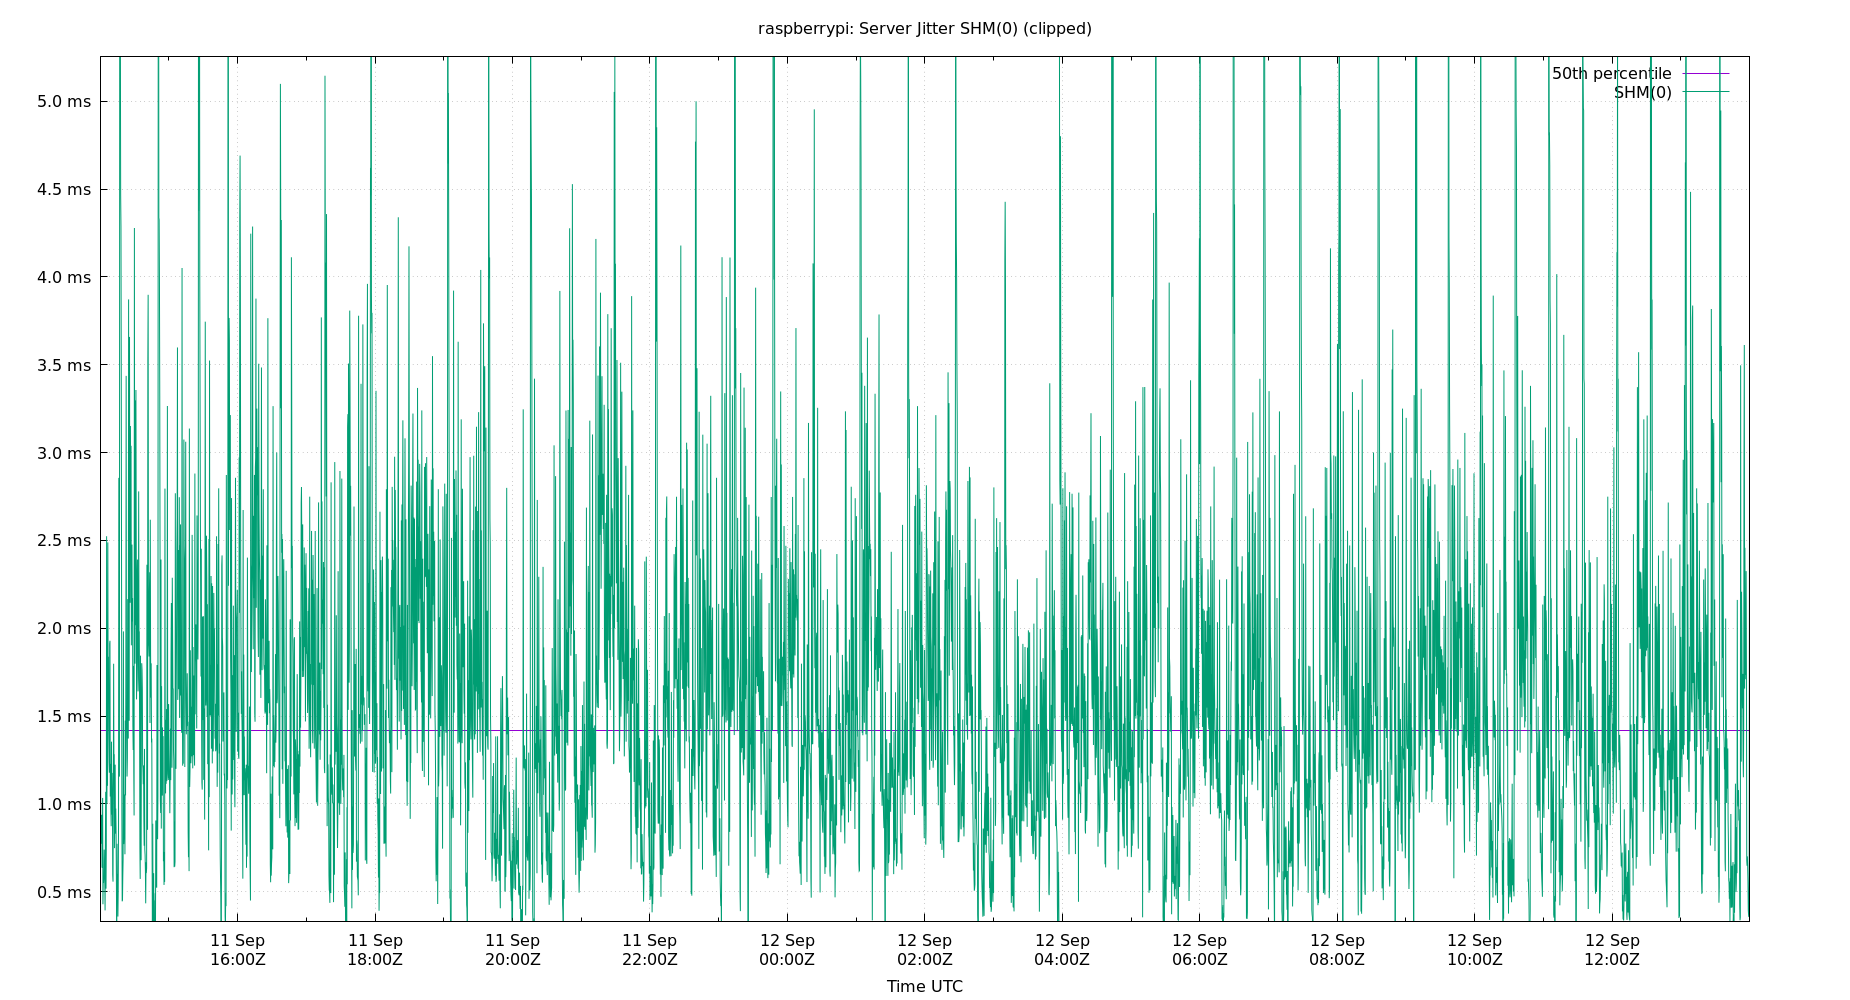 raspberrypi: Server Jitter SHM(0) (clipped)
50th percentile
SHM(0)
5.0 ms
4.5 ms
4.0 ms
3.5 ms
3.0 ms
2.5 ms
2.0 ms
1.5 ms
1.0 ms
0.5 ms
11 Sep 11 Sep 11 Sep 11 Sep 12 Sep 12 Sep 12 Sep 12 Sep 12 Sep 12 Sep 12 Sep
16:00Z 18:00Z 20:00Z 22:00Z 00:00Z 02:00Z 04:00Z 06:00Z 08:00Z 10:00Z 12:00Z
Time UTC